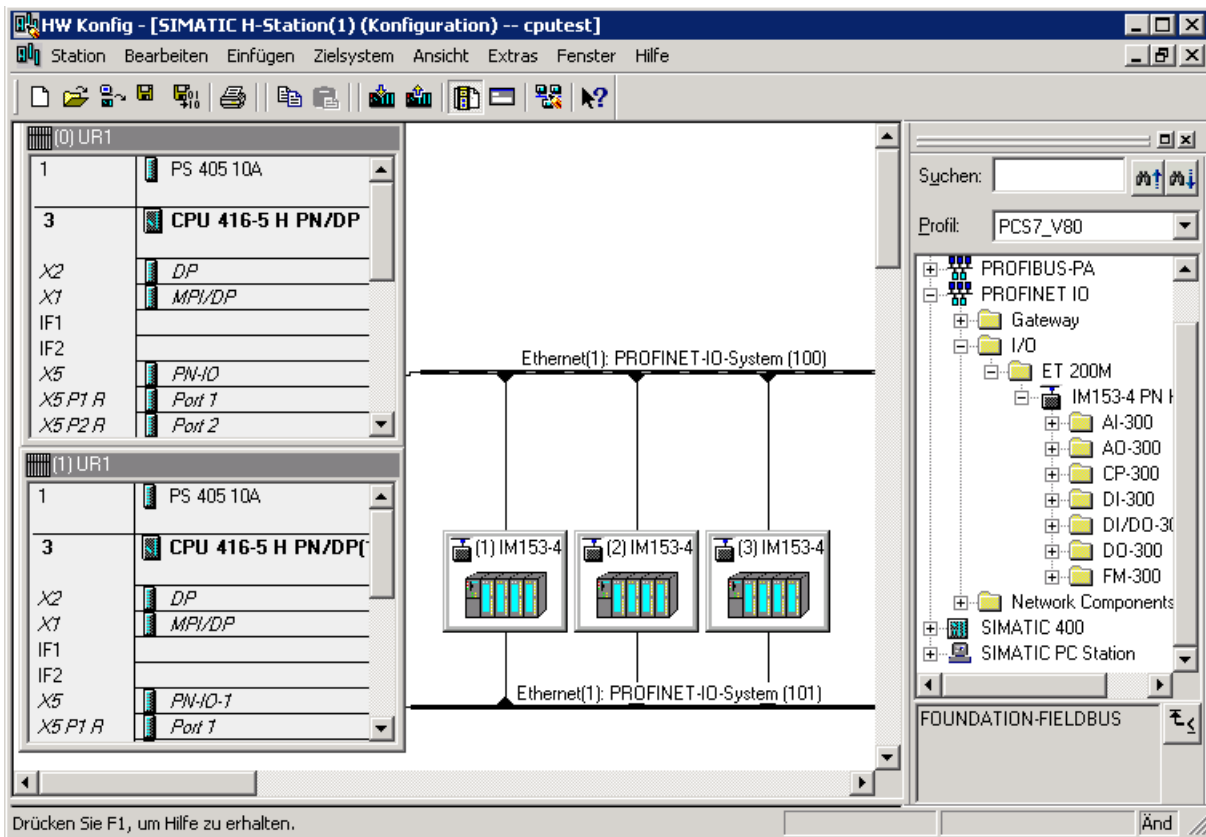 HW Konfig - [SIMATIC H-Station(1) (Konfiguration) -- cputest]
Station Bearbeiten Einfügen Zielsystem Ansicht Extras Fenster Hilfe
(0) UR1
1 PS 405 10A
3 CPU 416-5 H PN/DP
X2 DP
X1 MPI/DP
IF1
IF2
X5 PN-IO
X5 P1 R Port 1
X5 P2 R Port 2
(1) UR1
1 PS 405 10A
3 CPU 416-5 H PN/DP(
X2 DP
X1 MPI/DP
IF1
IF2
X5 PN-IO-1
X5 P1 R Port 1
Ethernet(1): PROFINET-IO-System (100)
(1) IM153-4
(2) IM153-4
(3) IM153-4
Ethernet(1): PROFINET-IO-System (101)
Suchen:
Profil: PCS7_V80
PROFIBUS-PA
PROFINET IO
Gateway
I/O
ET 200M
IM153-4 PN
AI-300
AO-300
CP-300
DI-300
DI/DO-30
DO-300
FM-300
Network Components
SIMATIC 400
SIMATIC PC Station
FOUNDATION-FIELDBUS
Drücken Sie F1, um Hilfe zu erhalten.
Änd